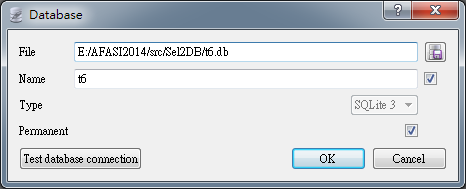 Database
File E:/AFASI2014/src/Sel2DB/t6.db
Name t6
Type SQLite 3
Permanent
Test database connection OK Cancel